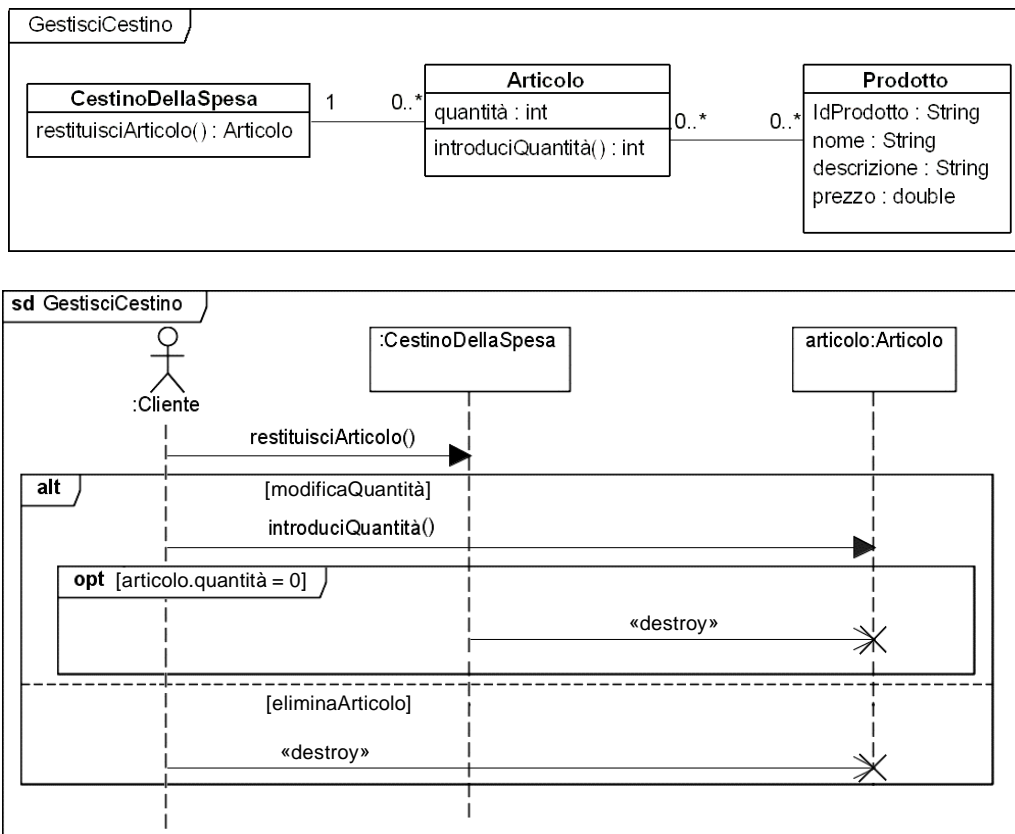 GestisciCestino
CestinoDellaSpesa
restituisciArticolo() : Articolo
1
0..*
Articolo
quantità : int
introduciQuantità() : int
0..*
0..*
Prodotto
IdProdotto : String
nome : String
descrizione : String
prezzo : double
sd GestisciCestino
:Cliente
:CestinoDellaSpesa
articolo:Articolo
restituisciArticolo()
alt
[modificaQuantità]
introduciQuantità()
opt [articolo.quantità = 0]
«destroy»
[eliminaArticolo]
«destroy»